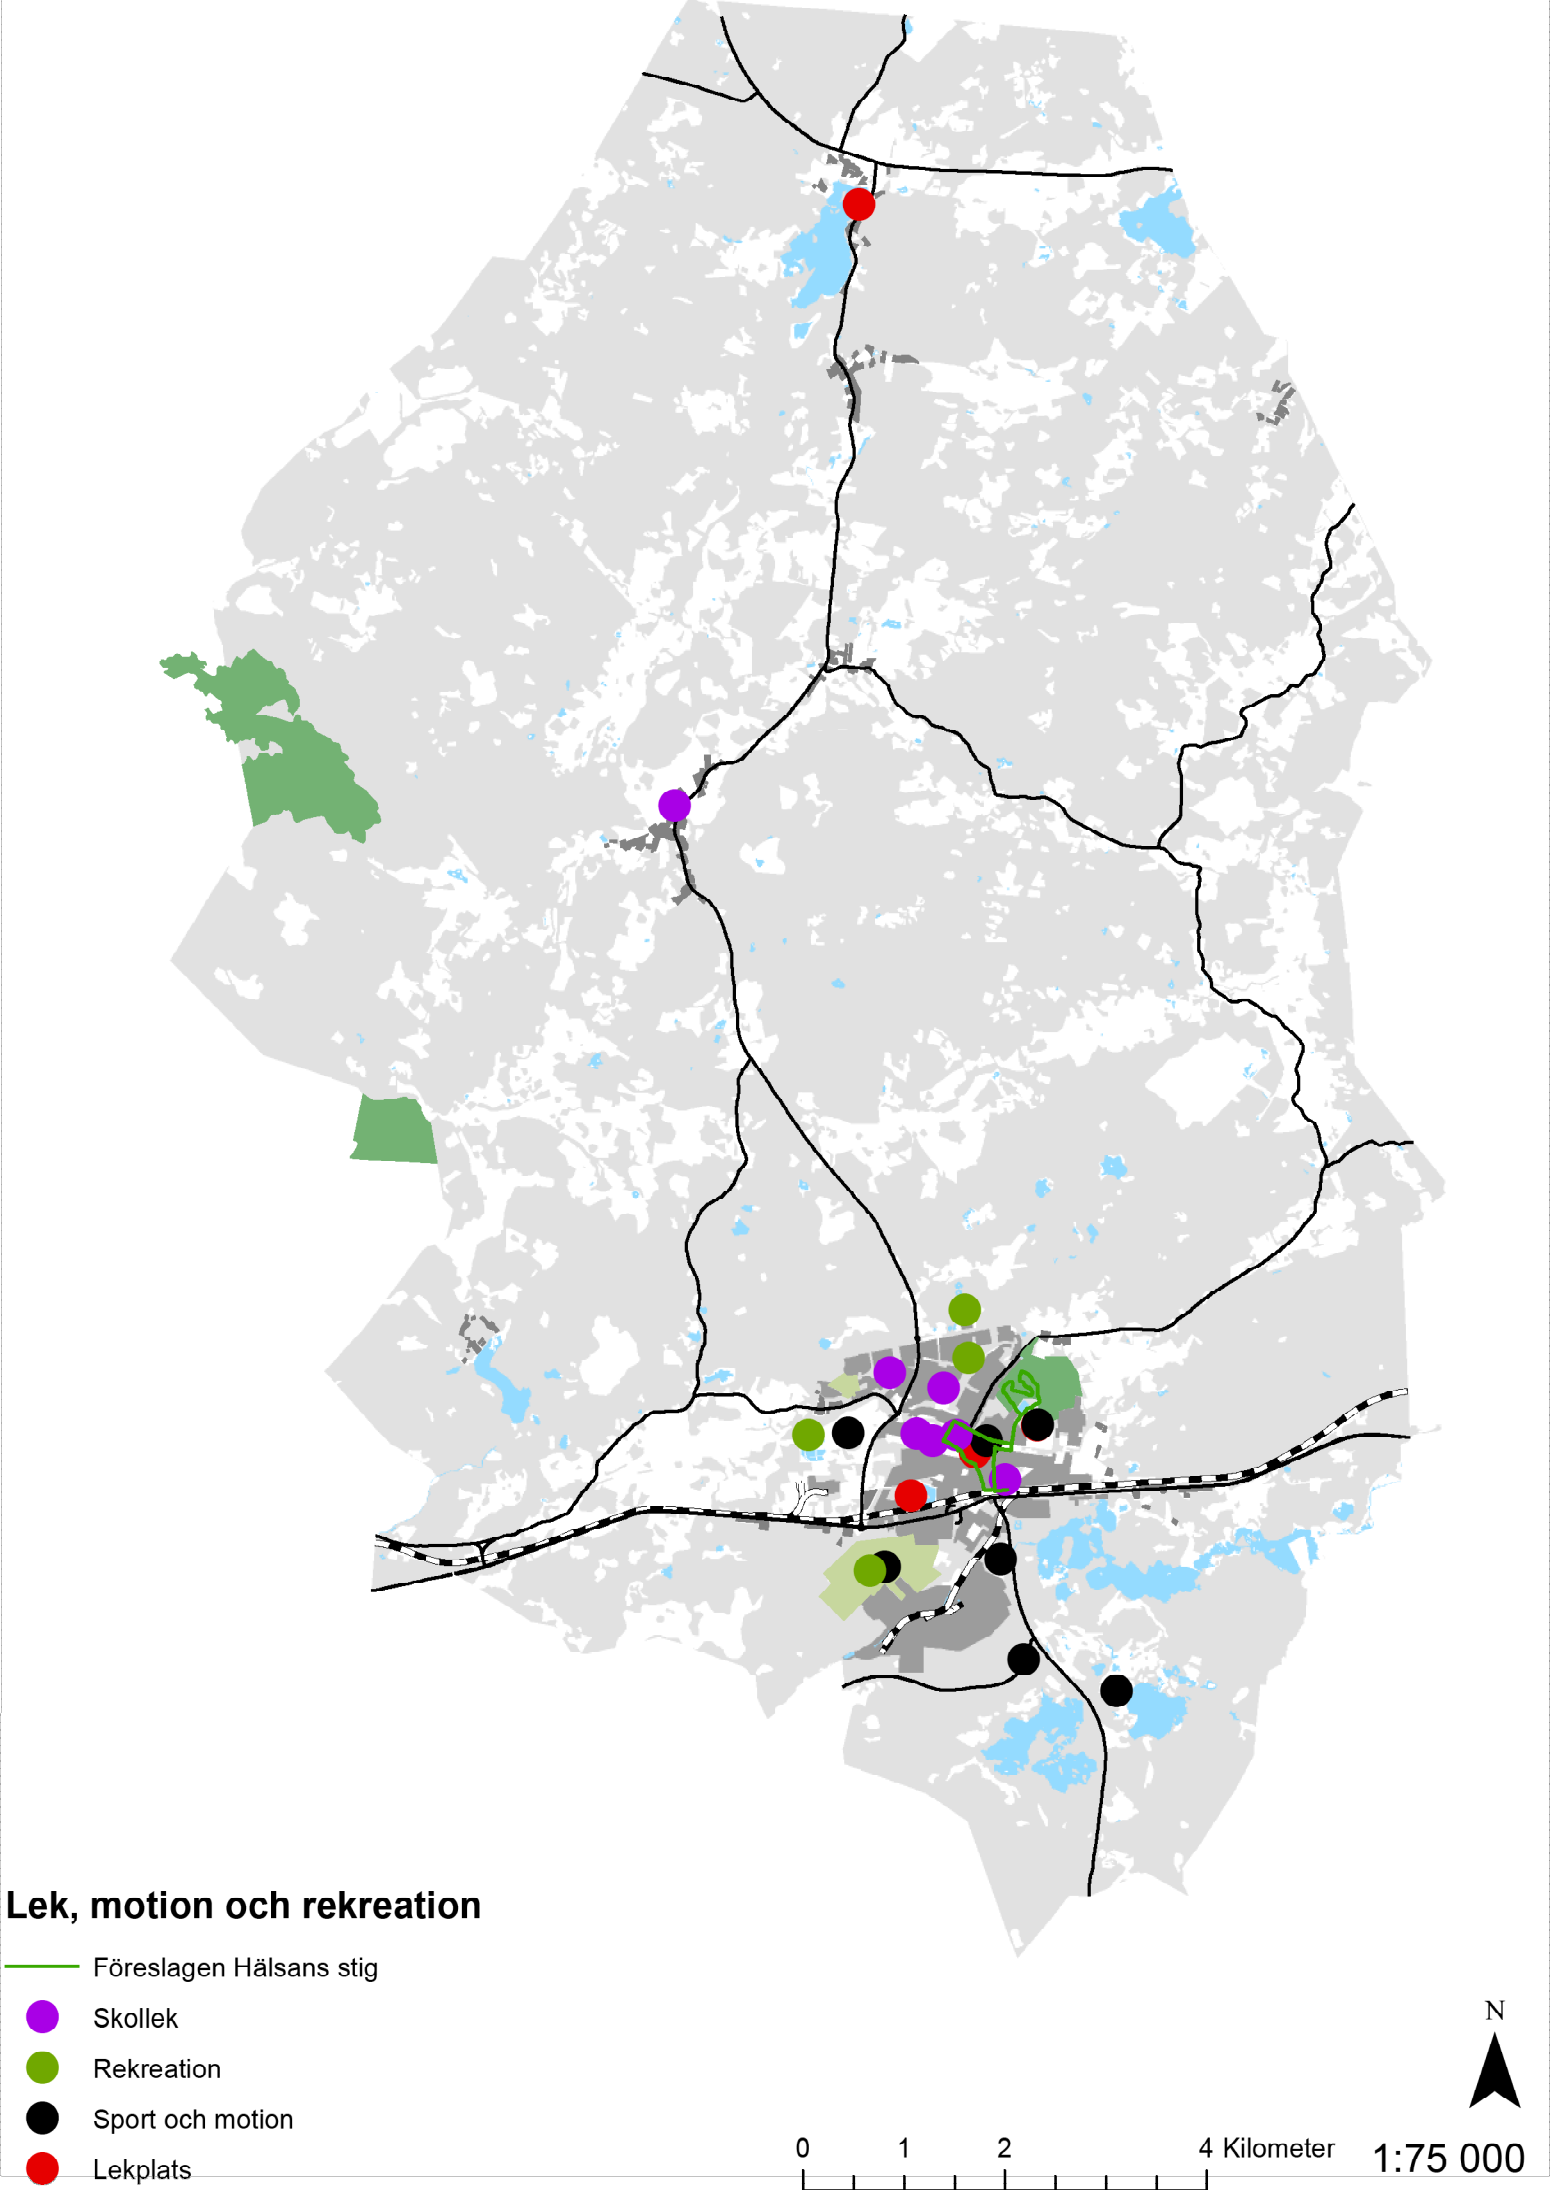 Lek, motion och rekreation
Föreslagen Hälsans stig
Skollek
Rekreation
Sport och motion
Lekplats
N
0 1 2 4 Kilometer
1:75 000